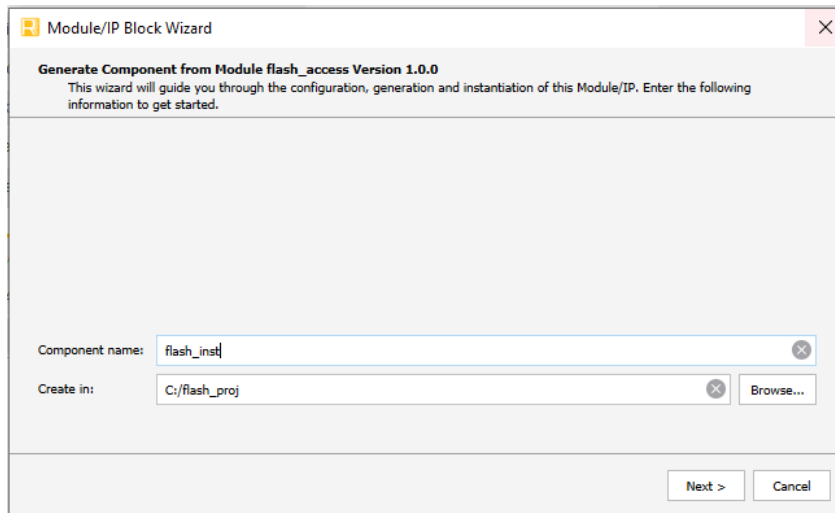 Module/IP Block Wizard
Generate Component from Module flash_access Version 1.0.0
This wizard will guide you through the configuration, generation and instantiation of this Module/IP. Enter the following
information to get started.
Component name: flash_inst
Create in: C:/flash_proj Browse...
Next > Cancel